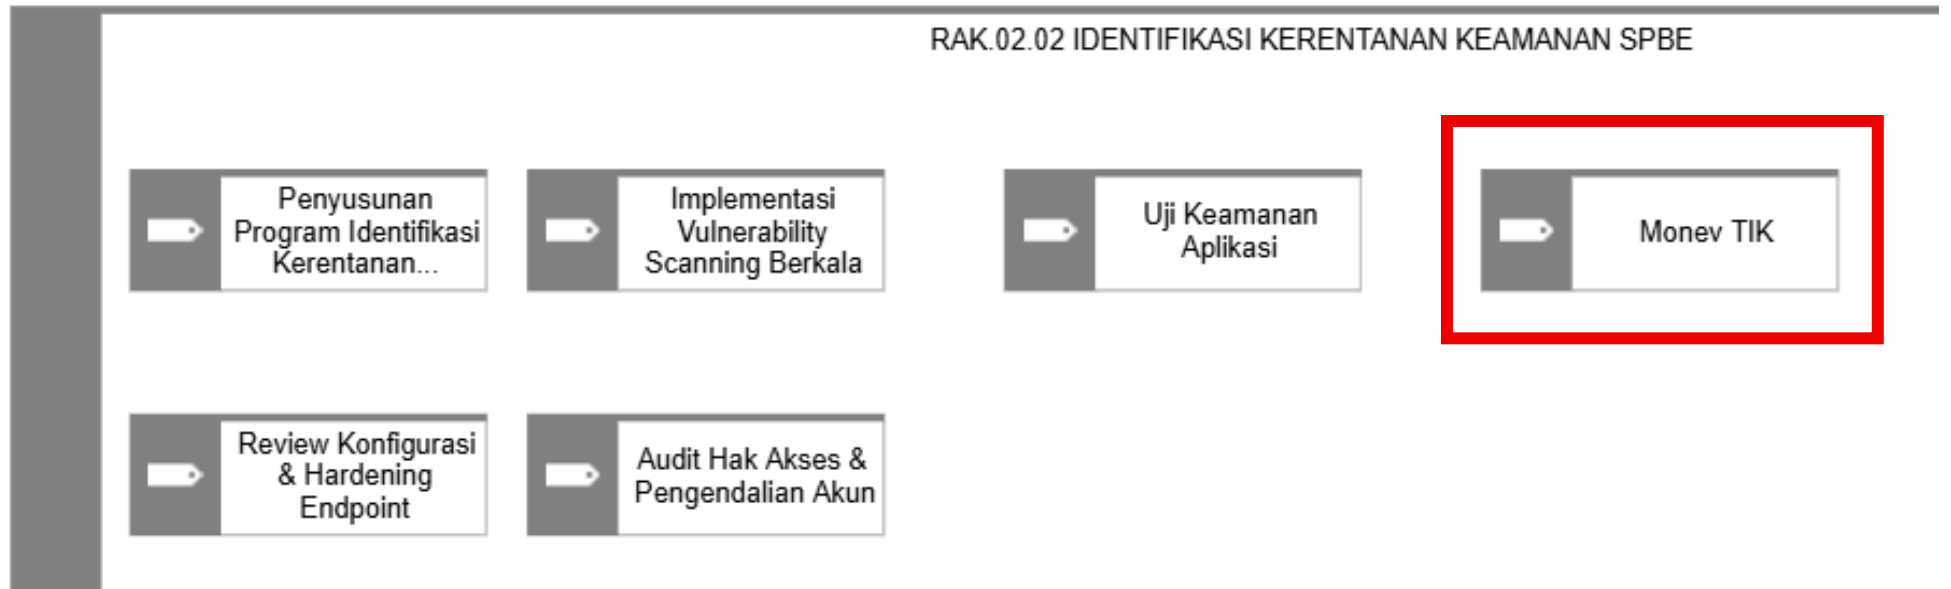 RAK.02.02 IDENTIFIKASI KERENTANAN KEAMANAN SPBE
Penyusunan
Program Identifikasi
Kerentanan...
Implementasi
Vulnerability
Scanning Berkala
Uji Keamanan
Aplikasi
Monev TIK
Review Konfigurasi
& Hardening
Endpoint
Audit Hak Akses &
Pengendalian Akun